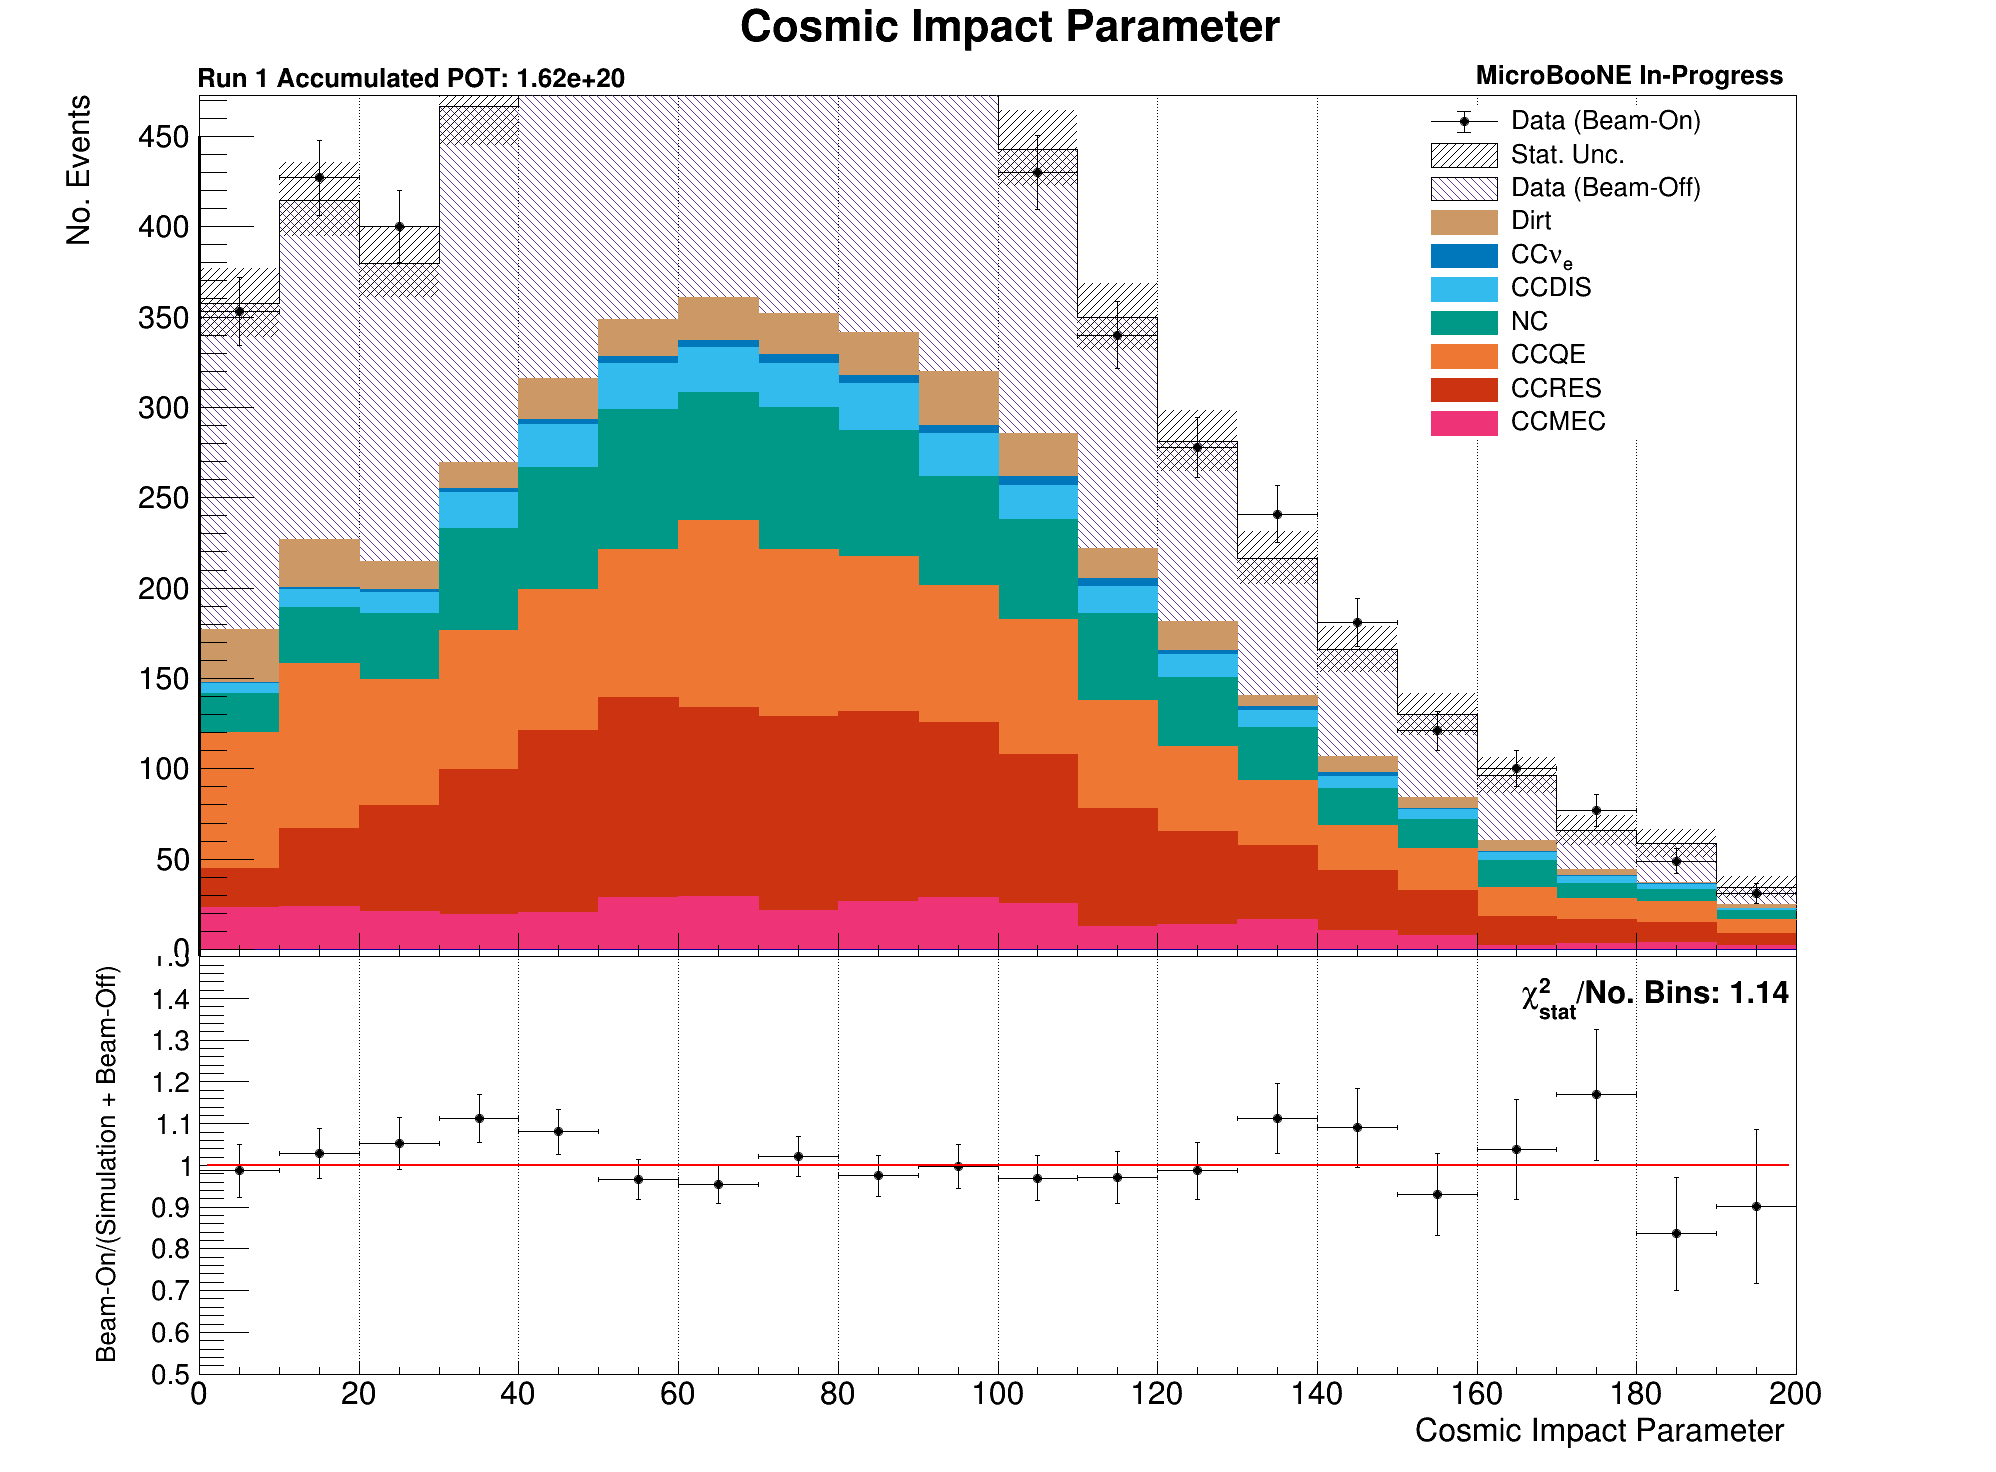 Cosmic Impact Parameter
Run 1 Accumulated POT: 1.62e+20
MicroBooNE In-Progress
No. Events
450
400
350
300
250
200
150
100
50
0
Data (Beam-On)
Stat. Unc.
Data (Beam-Off)
Dirt
CCνe
CCDIS
NC
CCQE
CCRES
CCMEC
Beam-On/(Simulation + Beam-Off)
1.5
1.4
1.3
1.2
1.1
1
0.9
0.8
0.7
0.6
0.5
χ²stat/No. Bins: 1.14
0 20 40 60 80 100 120 140 160 180 200
Cosmic Impact Parameter